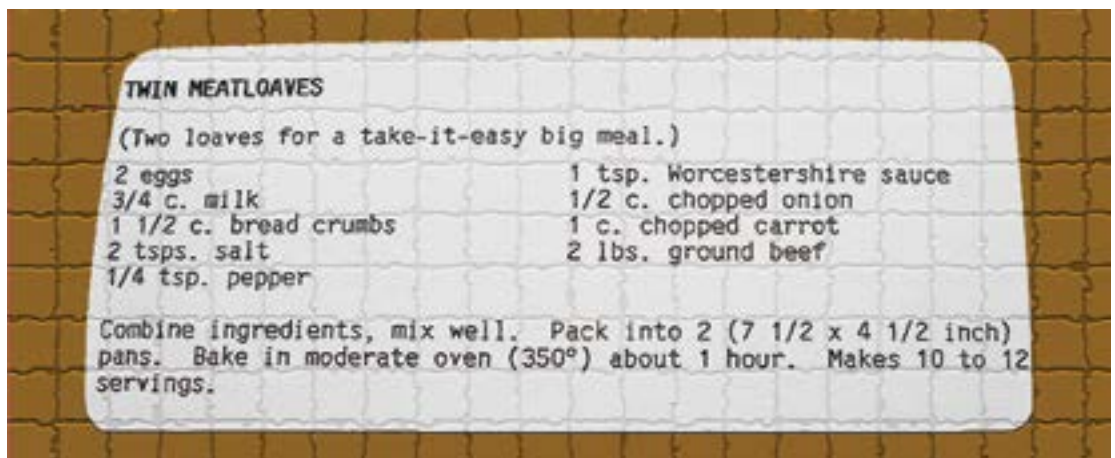 TWIN MEATLOAVES
(Two loaves for a take-it-easy big meal.)
2 eggs
3/4 c. milk
1 1/2 c. bread crumbs
2 tsps. salt
1/4 tsp. pepper
1 tsp. Worcestershire sauce
1/2 c. chopped onion
1 c. chopped carrot
2 lbs. ground beef
Combine ingredients, mix well. Pack into 2 (7 1/2 x 4 1/2 inch)
pans. Bake in moderate oven (350°) about 1 hour. Makes 10 to 12
servings.